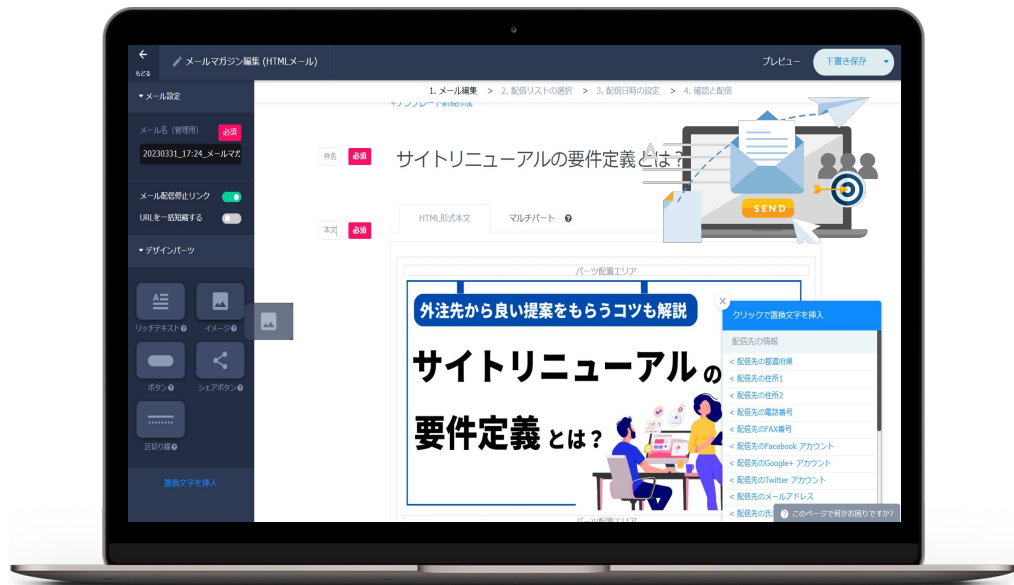 もどる
メールマガジン編集 (HTMLメール)
プレビュー
下書き保存
1. メール編集 > 2. 配信リストの選択 > 3. 配信日時の設定 > 4. 確認と配信
+テンプレート新規作成
メール設定
メール名 (管理用) 必須
20230331_17:24_メールマガ
メール配信停止リンク
URLを一括短縮する
デザインパーツ
リッチテキスト
イメージ
ボタン
シェアボタン
区切り線
置換文字を挿入
件名 必須
サイトリニューアルの要件定義とは?
本文 必須
HTML形式本文
マルチパート
SEND
パーツ配置エリア
外注先から良い提案をもらうコツも解説
サイトリニューアルの
要件定義とは?
パーツ配置エリア
X
クリックで置換文字を挿入
配信先の情報
< 配信先の都道府県
< 配信先の住所1
< 配信先の住所2
< 配信先の電話番号
< 配信先のFAX番号
< 配信先のFacebook アカウント
< 配信先のGoogle+ アカウント
< 配信先のTwitter アカウント
< 配信先のメールアドレス
< 配信先の氏
このページで何かお困りですか?